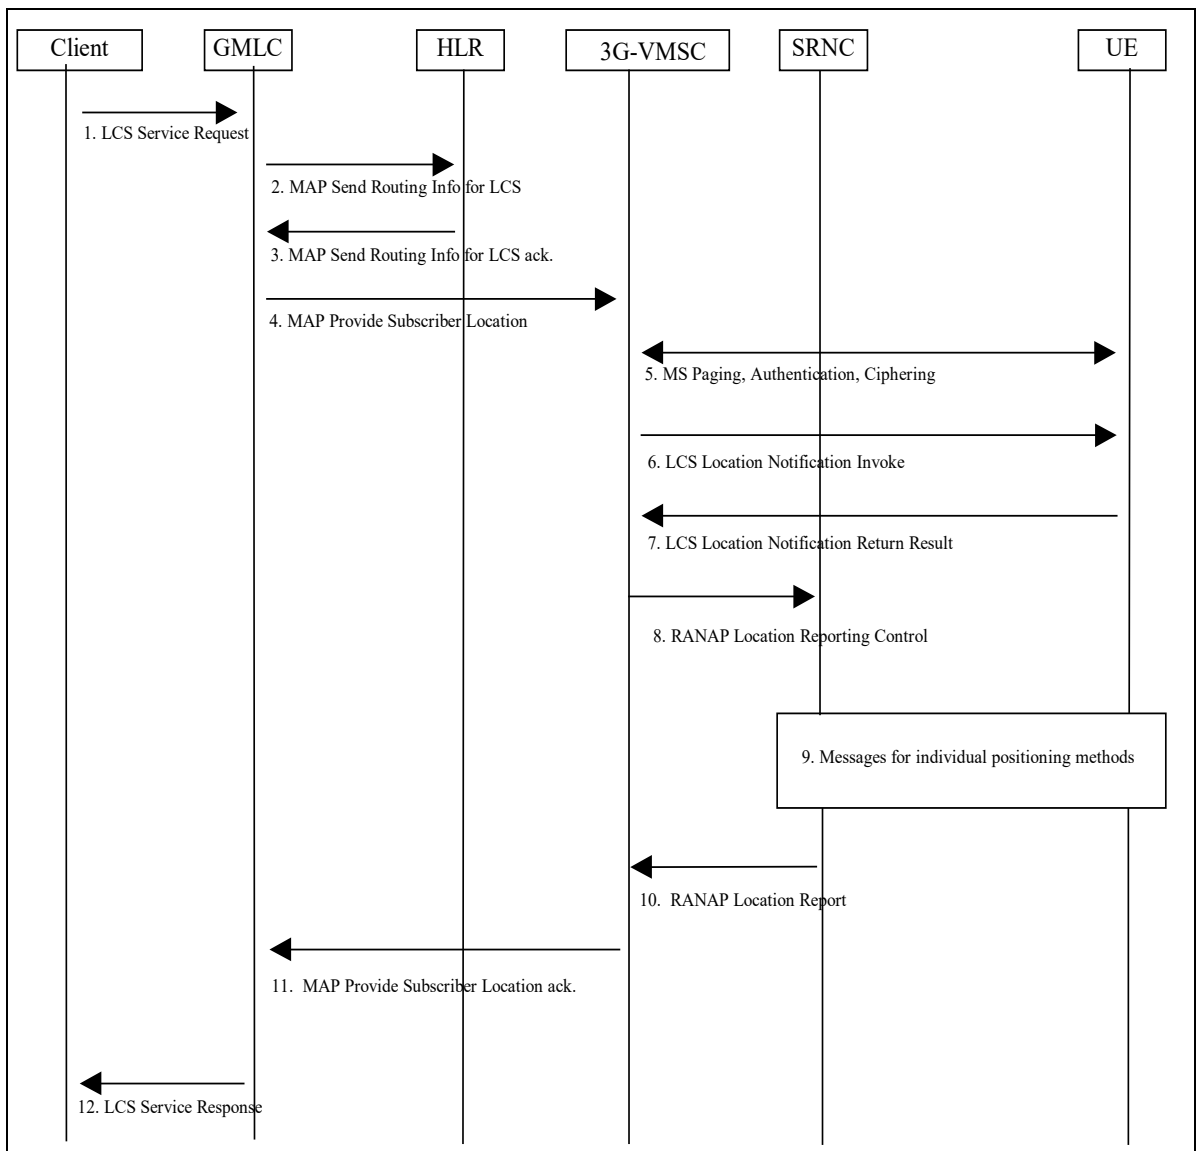 Client
GMLC
HLR
3G-VMSC
SRNC
UE
1. LCS Service Request
2. MAP Send Routing Info for LCS
3. MAP Send Routing Info for LCS ack.
4. MAP Provide Subscriber Location
5. MS Paging, Authentication, Ciphering
6. LCS Location Notification Invoke
7. LCS Location Notification Return Result
8. RANAP Location Reporting Control
9. Messages for individual positioning methods
10. RANAP Location Report
11. MAP Provide Subscriber Location ack.
12. LCS Service Response